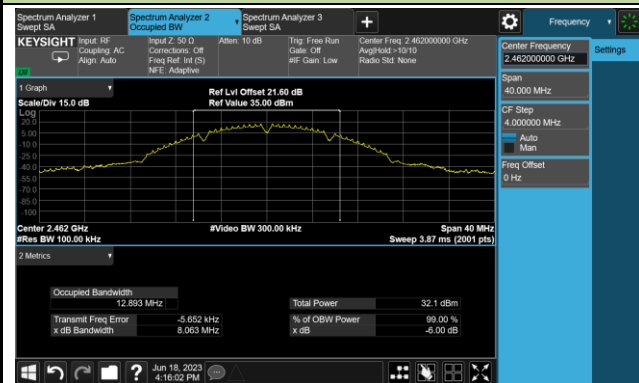 Spectrum Analyzer 1
Swept SA
Spectrum Analyzer 2
Occupied BW
Spectrum Analyzer 3
Swept SA
+
Frequency
KEYSIGHT
Input: RF
Coupling: AC
Align: Auto
Input Z: 50 Ω
Corrections: Off
Freq Ref: Int (S)
NFE: Adaptive
Atten: 10 dB
Trig: Free Run
Gate: Off
#IF Gain: Low
Center Freq: 2.462000000 GHz
Avg|Hold:>10/10
Radio Std: None
LVI
Center Frequency
2.462000000 GHz
Settings
Span
40.000 MHz
CF Step
4.000000 MHz
Auto
Man
Freq Offset
0 Hz
1 Graph
Scale/Div 15.0 dB
Ref Lvl Offset 21.60 dB
Ref Value 35.00 dBm
Log
20.0
5.00
-10.0
-25.0
-40.0
-55.0
-70.0
-85.0
-100
Center 2.462 GHz
#Res BW 100.00 kHz
#Video BW 300.00 kHz
Span 40 MHz
Sweep 3.87 ms (2001 pts)
2 Metrics
Occupied Bandwidth
12.893 MHz
Total Power
32.1 dBm
Transmit Freq Error
-5.652 kHz
% of OBW Power
99.00 %
x dB Bandwidth
8.063 MHz
x dB
-6.00 dB
?
Jun 18, 2023
4:16:02 PM